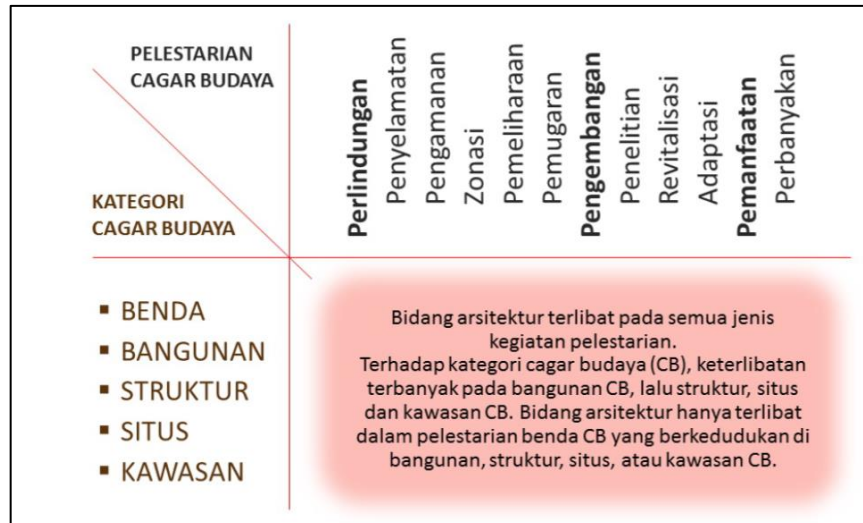 PELESTARIAN
CAGAR BUDAYA
KATEGORI
CAGAR BUDAYA
Perlindungan
Penyelamatan
Pengamanan
Zonasi
Pemeliharaan
Pemugaran
Pengembangan
Penelitian
Revitalisasi
Adaptasi
Pemanfaatan
Perbanyakan
▪ BENDA
▪ BANGUNAN
▪ STRUKTUR
▪ SITUS
▪ KAWASAN
Bidang arsitektur terlibat pada semua jenis
kegiatan pelestarian.
Terhadap kategori cagar budaya (CB), keterlibatan
terbanyak pada bangunan CB, lalu struktur, situs
dan kawasan CB. Bidang arsitektur hanya terlibat
dalam pelestarian benda CB yang berkedudukan di
bangunan, struktur, situs, atau kawasan CB.